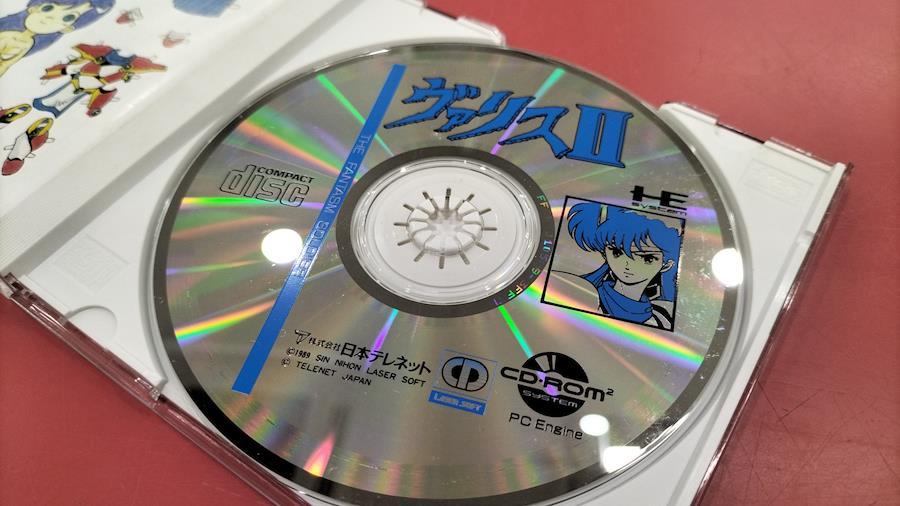 ヴァリスII
COMPACT
disc
THE FANTASM SOLDIER
HE
system
株式会社日本テレネット
©1989 SIN NIHON LASER SOFT
© TELENET JAPAN
LASER SOFT
CD-ROM²
SYSTEM
PC Engine